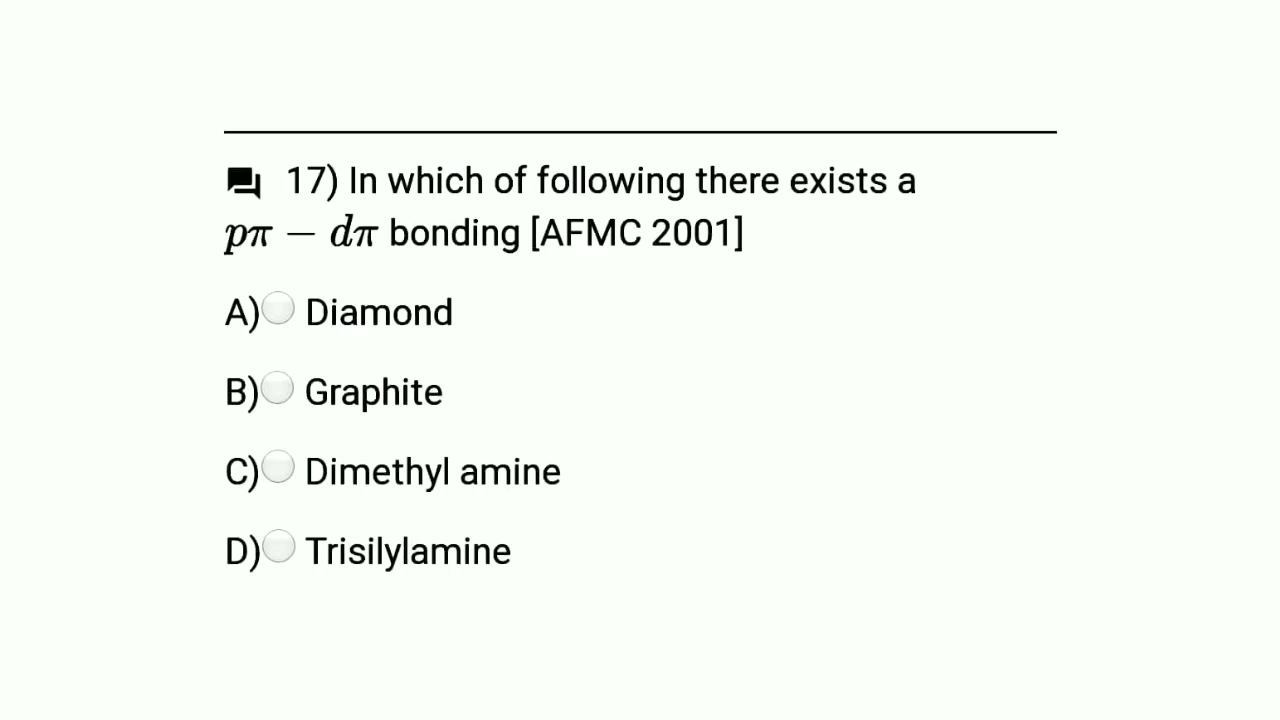 17) In which of following there exists a
pπ − dπ bonding [AFMC 2001]
A) Diamond
B) Graphite
C) Dimethyl amine
D) Trisilylamine